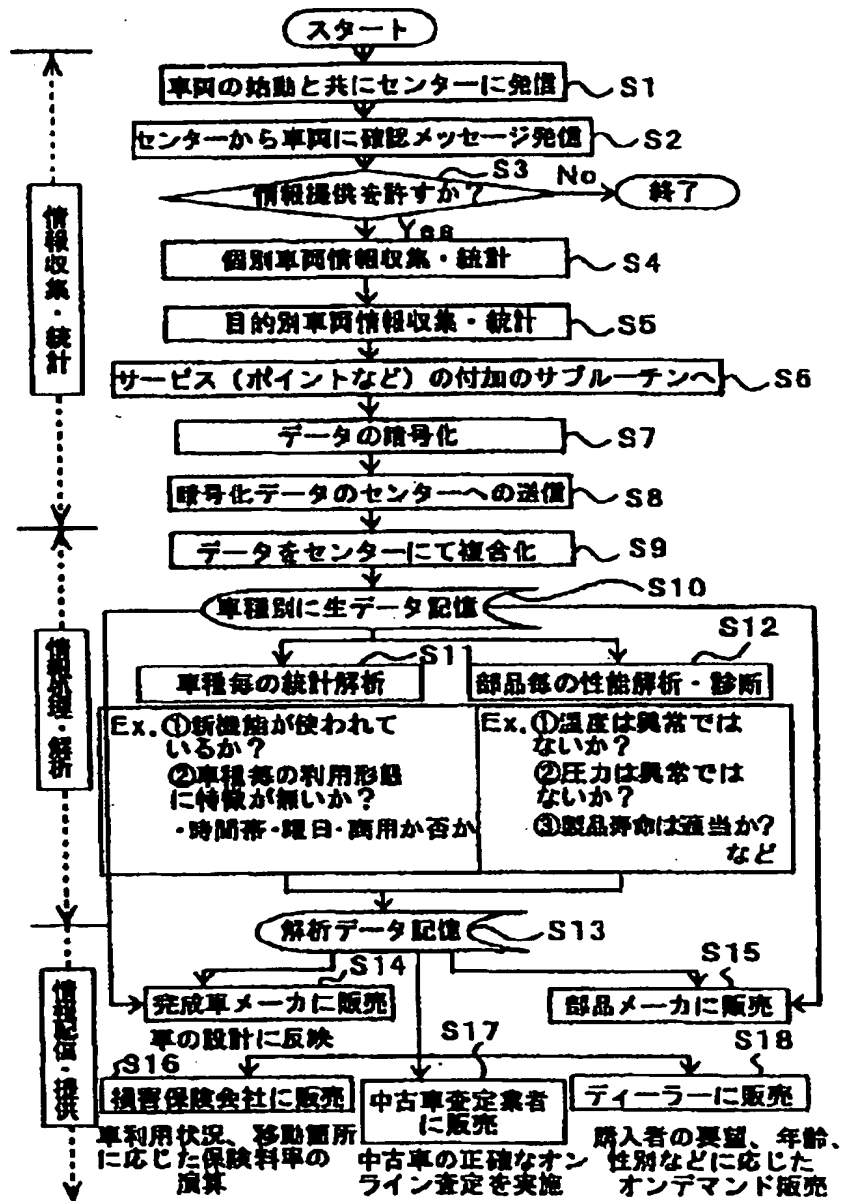 スタート
車両の始動と共にセンターに発信
S1
センターから車両に確認メッセージ発信
S2
S3
情報提供を許すか?
No
終了
Yes
個別車両情報収集・統計
S4
目的別車両情報収集・統計
S5
サービス(ポイントなど)の付加のサブルーチンへ
S6
データの暗号化
S7
暗号化データのセンターへの送信
S8
データをセンターにて複合化
S9
車種別に生データ記憶
S10
S11
車種毎の統計解析
S12
部品毎の性能解析・診断
Ex.①新機能が使われて
いるか?
②車種毎の利用形態
に特徴が無いか?
・時間帯・曜日・商用か否か
Ex.①温度は異常では
ないか?
②圧力は異常では
ないか?
③製品寿命は適当か?
など
解析データ記憶
S13
S14
完成車メーカに販売
車の設計に反映
S15
部品メーカに販売
S16
損害保険会社に販売
車利用状況、移動箇所
に応じた保険料率の
演算
S17
中古車査定業者
に販売
中古車の正確なオン
ライン査定を実施
S18
ディーラーに販売
購入者の要望、年齢、
性別などに応じた
オンデマンド販売
情報収集・統計
情報処理・解析
情報配信・提供